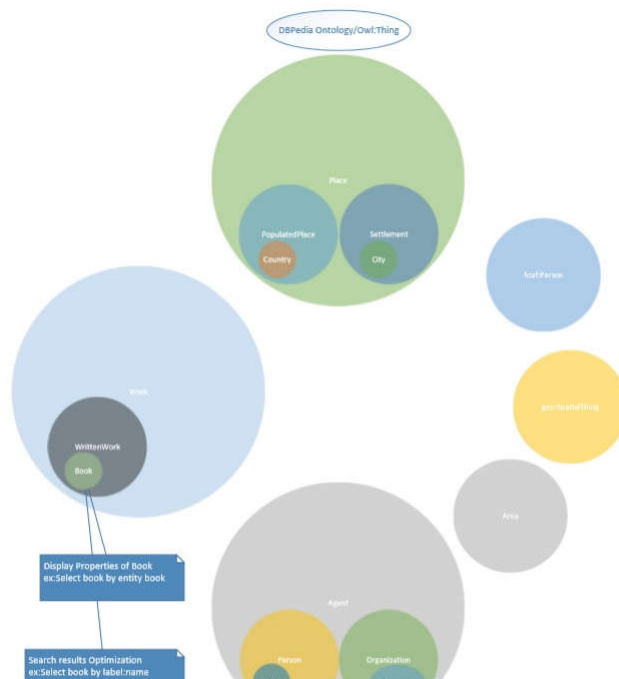 DBPedia Ontology/Owl:Thing
Place
PopulatedPlace
Settlement
Country
City
foaf:Person
Work
geo:SpatialThing
WrittenWork
Book
Area
Display Properties of Book
ex:Select book by entity book
Agent
Person
Organization
Search results Optimization
ex:Select book by label:name